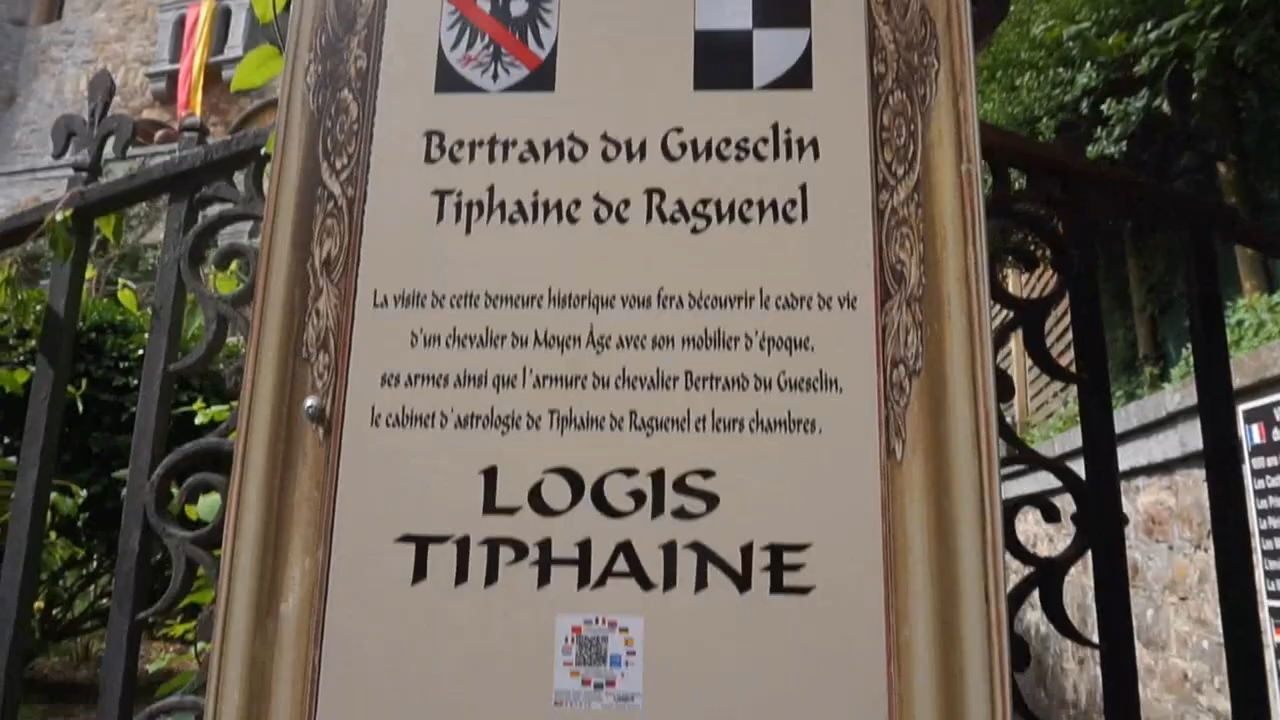 Bertrand du Guesclin
Tiphaine de Raguenel
La visite de cette demeure historique vous fera découvrir le cadre de vie
d'un chevalier du Moyen Âge avec son mobilier d'époque,
ses armes ainsi que l'armure du chevalier Bertrand du Guesclin,
le cabinet d'astrologie de Tiphaine de Raguenel et leurs chambres.
LOGIS
TIPHAINE